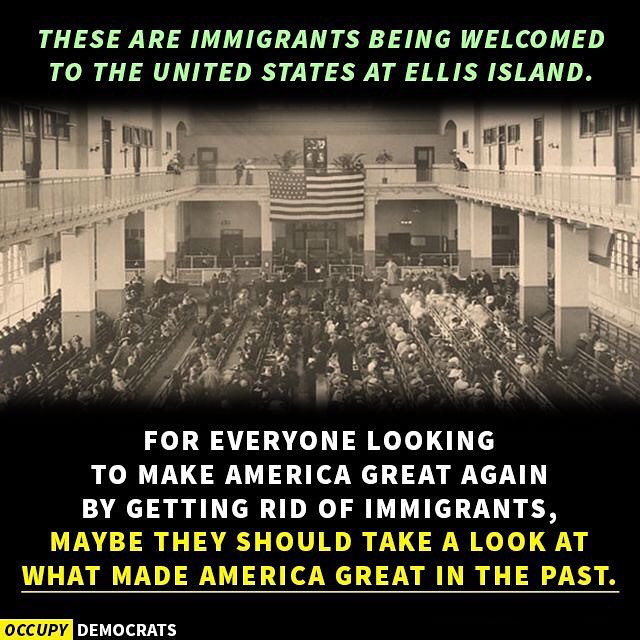 THESE ARE IMMIGRANTS BEING WELCOMED
TO THE UNITED STATES AT ELLIS ISLAND.
FOR EVERYONE LOOKING
TO MAKE AMERICA GREAT AGAIN
BY GETTING RID OF IMMIGRANTS,
MAYBE THEY SHOULD TAKE A LOOK AT
WHAT MADE AMERICA GREAT IN THE PAST.
OCCUPY DEMOCRATS